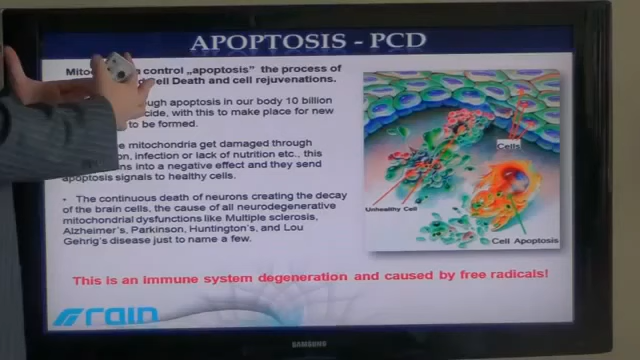 APOPTOSIS - PCD
control „apoptosis" the process of
Cell Death and cell rejuvenations.
apoptosis in our body 10 billion
with this to make place for new
to be formed.
mitochondria get damaged through
infection or lack of nutrition etc., this
into a negative effect and they send
apoptosis signals to healthy cells.
• The continuous death of neurons creating the decay
of the brain cells, the cause of all neurodegenerative
mitochondrial dysfunctions like Multiple sclerosis,
Alzheimer's, Parkinson, Huntington's, and Lou
Gehrig's disease just to name a few.
Cells
Unhealthy Cell
Cell Apoptosis
This is an immune system degeneration and caused by free radicals!
rain
SAMSUNG